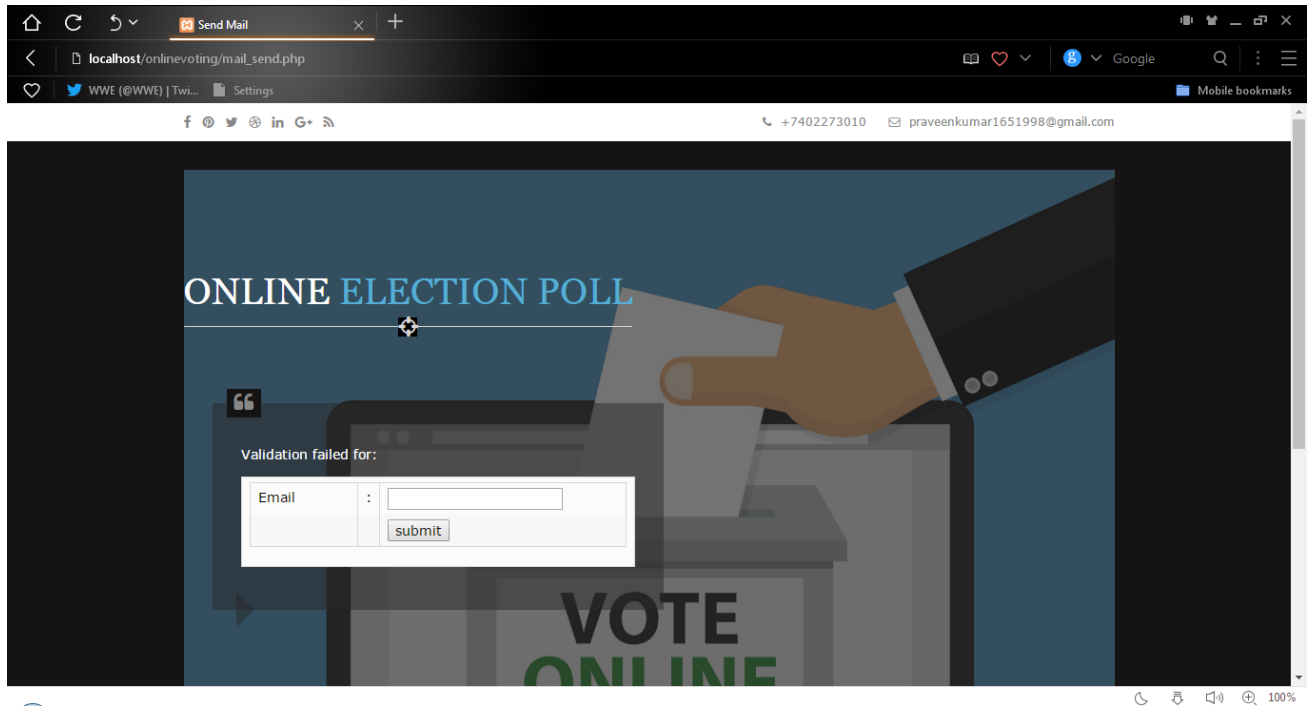 Send Mail
localhost/onlinevoting/mail_send.php
Google
WWE (@WWE) | Twi...
Settings
Mobile bookmarks
+7402273010
praveenkumar1651998@gmail.com
ONLINE ELECTION POLL
Validation failed for:
Email :
submit
VOTE
ONLINE
100%